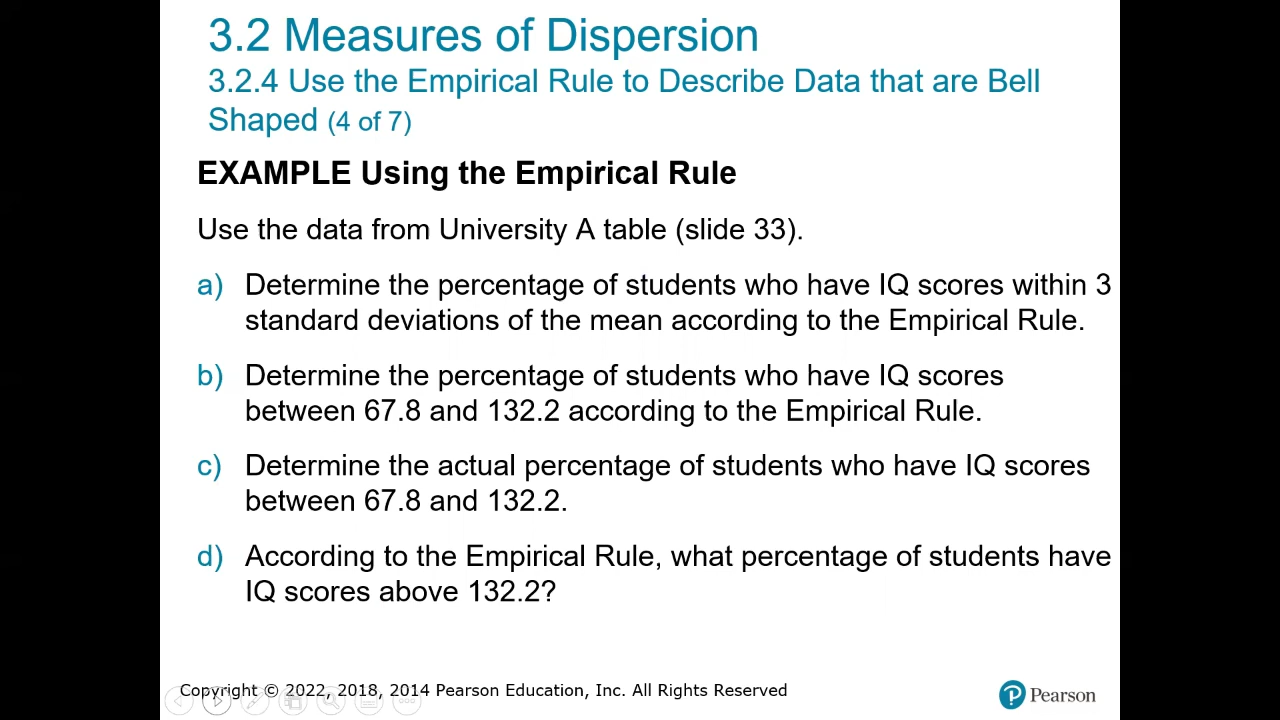 3.2 Measures of Dispersion
3.2.4 Use the Empirical Rule to Describe Data that are Bell
Shaped (4 of 7)
EXAMPLE Using the Empirical Rule
Use the data from University A table (slide 33).
a) Determine the percentage of students who have IQ scores within 3
standard deviations of the mean according to the Empirical Rule.
b) Determine the percentage of students who have IQ scores
between 67.8 and 132.2 according to the Empirical Rule.
c) Determine the actual percentage of students who have IQ scores
between 67.8 and 132.2.
d) According to the Empirical Rule, what percentage of students have
IQ scores above 132.2?
Copyright © 2022, 2018, 2014 Pearson Education, Inc. All Rights Reserved
P Pearson